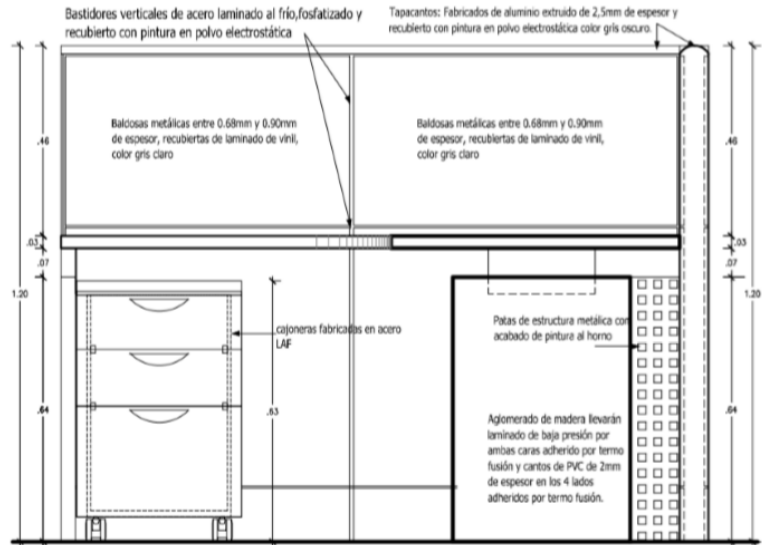 Bastidores verticales de acero laminado al frío,fosfatizado y
recubierto con pintura en polvo electrostática
Tapacantos: Fabricados de aluminio extruido de 2,5mm de espesor y
recubierto con pintura en polvo electrostática color gris oscuro.
Baldosas metálicas entre 0.68mm y 0.90mm
de espesor, recubiertas de laminado de vinil,
color gris claro
Baldosas metálicas entre 0.68mm y 0.90mm
de espesor, recubiertas de laminado de vinil,
color gris claro
.46
.46
.03
.03
.07
.07
1.20
1.20
cajoneras fabricadas en acero
LAF
Patas de estructura metálica con
acabado de pintura al horno
.64
.63
.64
Aglomerado de madera llevarán
laminado de baja presión por
ambas caras adherido por termo
fusión y cantos de PVC de 2mm
de espesor en los 4 lados
adheridos por termo fusión.